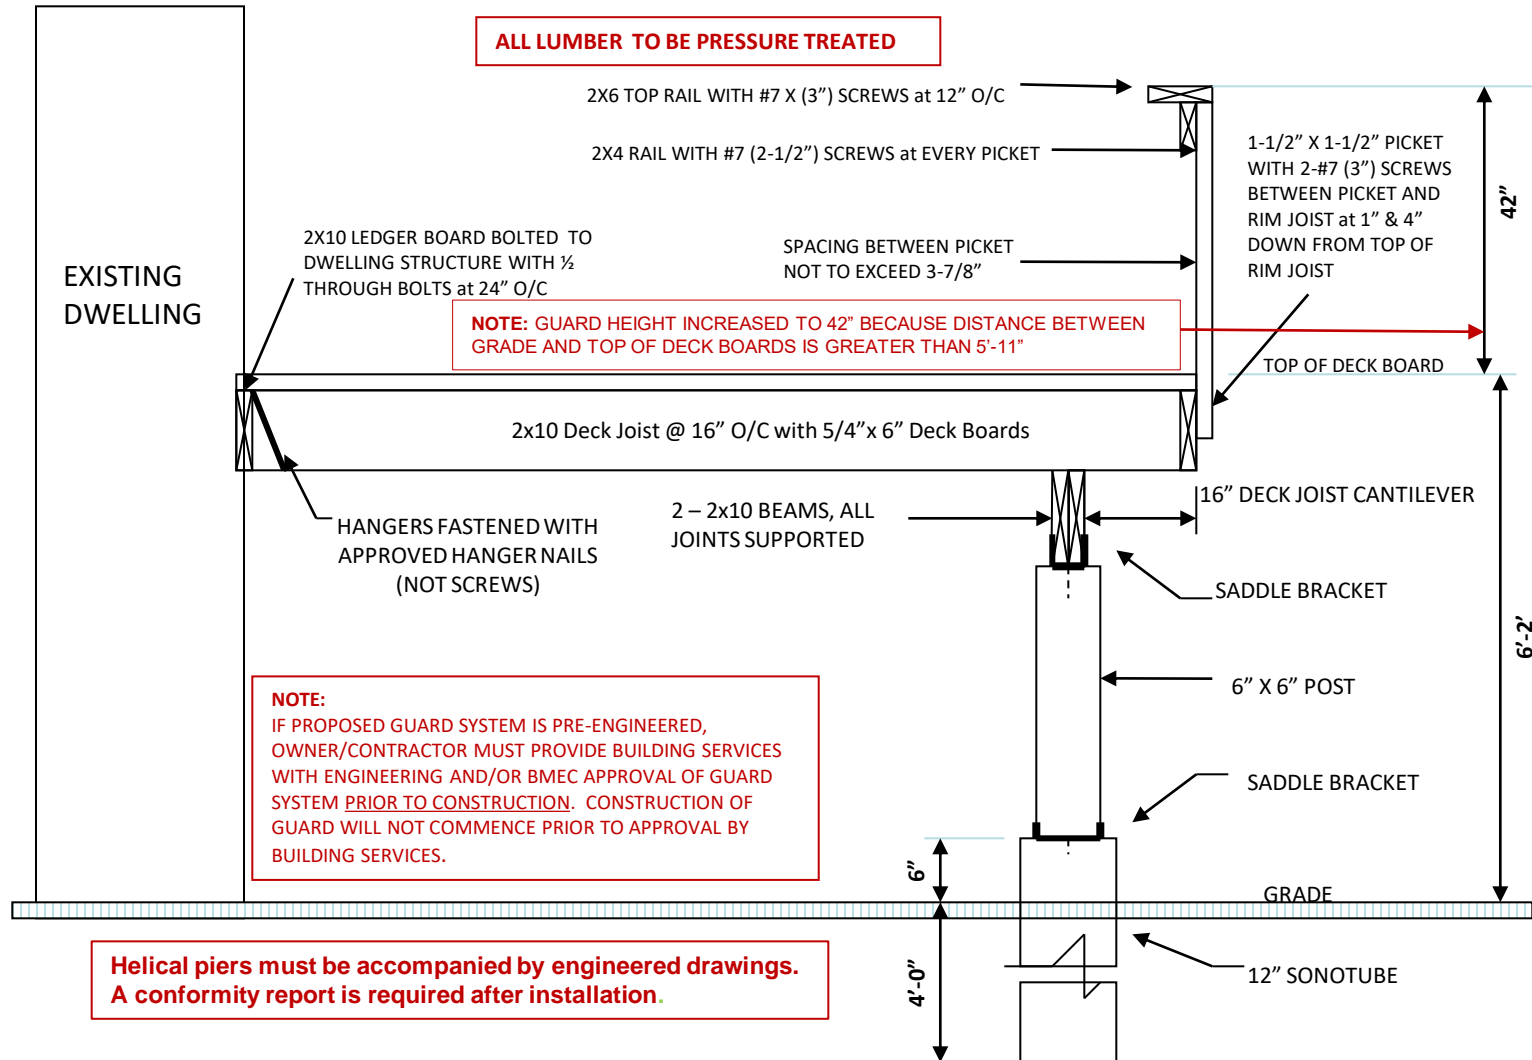 ALL LUMBER TO BE PRESSURE TREATED
2X6 TOP RAIL WITH #7 X (3”) SCREWS at 12” O/C
2X4 RAIL WITH #7 (2-1/2”) SCREWS at EVERY PICKET
1-1/2” X 1-1/2” PICKET
WITH 2-#7 (3”) SCREWS
BETWEEN PICKET AND
RIM JOIST at 1” & 4”
DOWN FROM TOP OF
RIM JOIST
42”
EXISTING
DWELLING
2X10 LEDGER BOARD BOLTED TO
DWELLING STRUCTURE WITH ½
THROUGH BOLTS at 24” O/C
SPACING BETWEEN PICKET
NOT TO EXCEED 3-7/8”
NOTE: GUARD HEIGHT INCREASED TO 42” BECAUSE DISTANCE BETWEEN
GRADE AND TOP OF DECK BOARDS IS GREATER THAN 5’-11”
TOP OF DECK BOARD
2x10 Deck Joist @ 16” O/C with 5/4”x 6” Deck Boards
16” DECK JOIST CANTILEVER
2 – 2x10 BEAMS, ALL
JOINTS SUPPORTED
HANGERS FASTENED WITH
APPROVED HANGER NAILS
(NOT SCREWS)
SADDLE BRACKET
6’-2’
6” X 6” POST
NOTE:
IF PROPOSED GUARD SYSTEM IS PRE-ENGINEERED,
OWNER/CONTRACTOR MUST PROVIDE BUILDING SERVICES
WITH ENGINEERING AND/OR BMEC APPROVAL OF GUARD
SYSTEM PRIOR TO CONSTRUCTION. CONSTRUCTION OF
GUARD WILL NOT COMMENCE PRIOR TO APPROVAL BY
BUILDING SERVICES.
SADDLE BRACKET
6”
GRADE
Helical piers must be accompanied by engineered drawings.
A conformity report is required after installation.
4’-0”
12” SONOTUBE